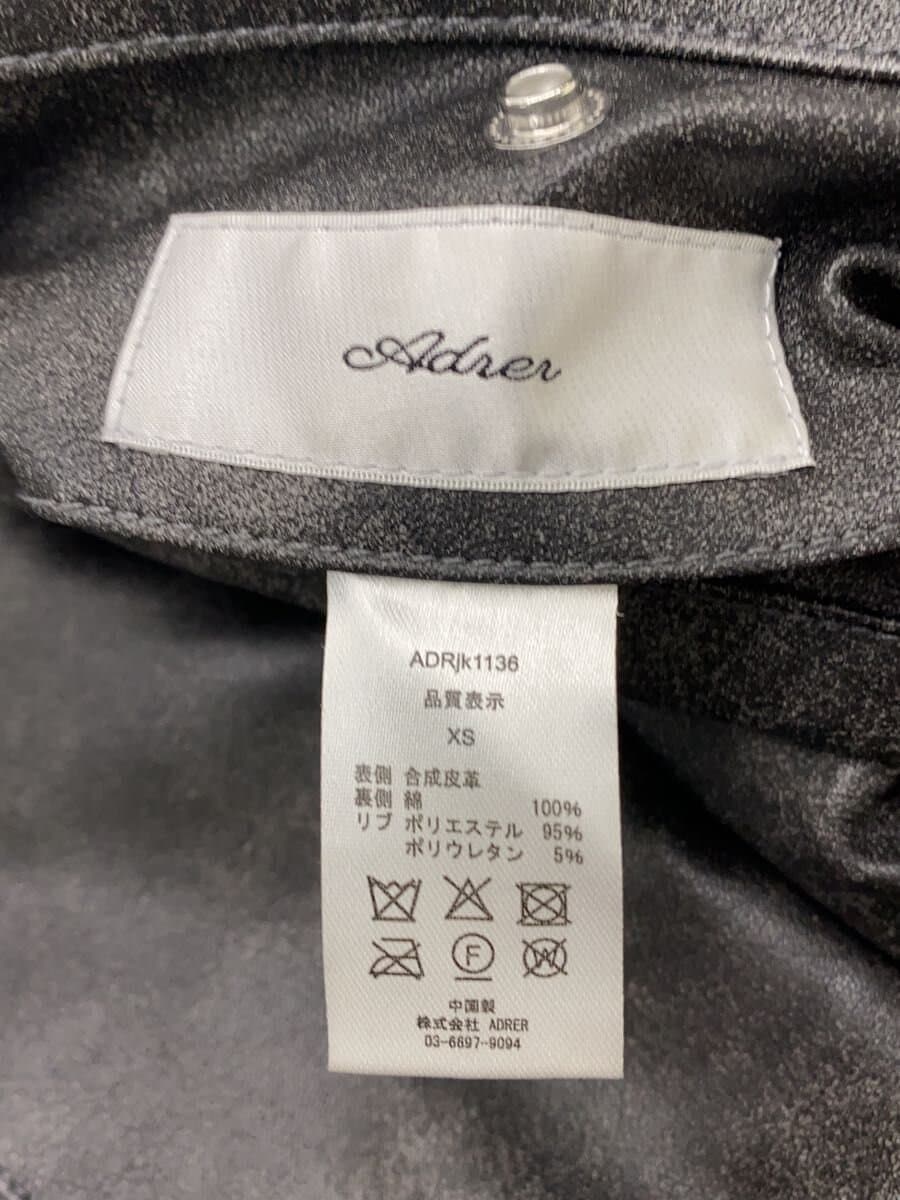 Adrer
ADRjk1136
品質表示
XS
表側 合成皮革
裏側 綿 100%
リブ ポリエステル 95%
ポリウレタン 5%
F
W
中国製
株式会社 ADRER
03-6897-9094